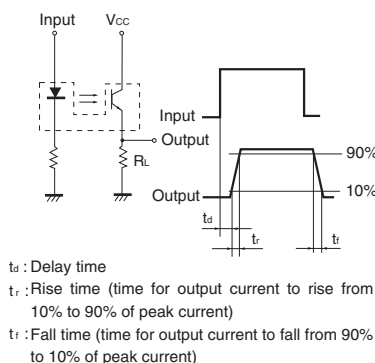 Input
Vcc
Output
RL
Input
90%
Output
10%
td
tr
tf
td : Delay time
tr : Rise time (time for output current to rise from
10% to 90% of peak current)
tf : Fall time (time for output current to fall from 90%
to 10% of peak current)